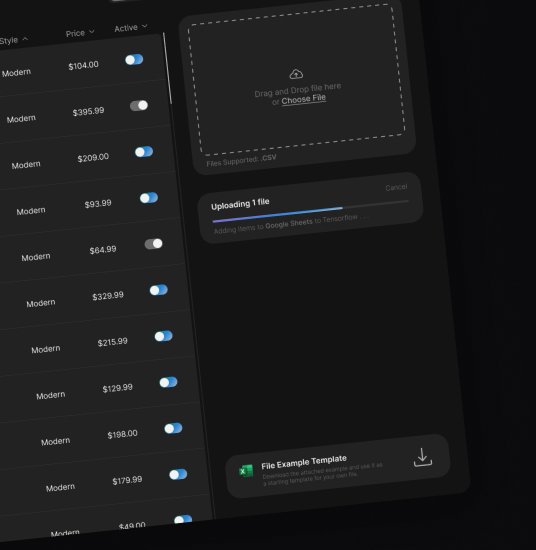 Style Price Active
Modern $104.00
Modern $395.99
Modern $209.00
Modern $93.99
Modern $64.99
Modern $329.99
Modern $215.99
Modern $129.99
Modern $198.00
Modern $179.99
Modern $49.00
Drag and Drop file here
or Choose File
Files Supported: .CSV
Uploading 1 file
Cancel
Adding items to Google Sheets to Tensorflow . . .
File Example Template
Download the attached example and use it as
a starting template for your own file